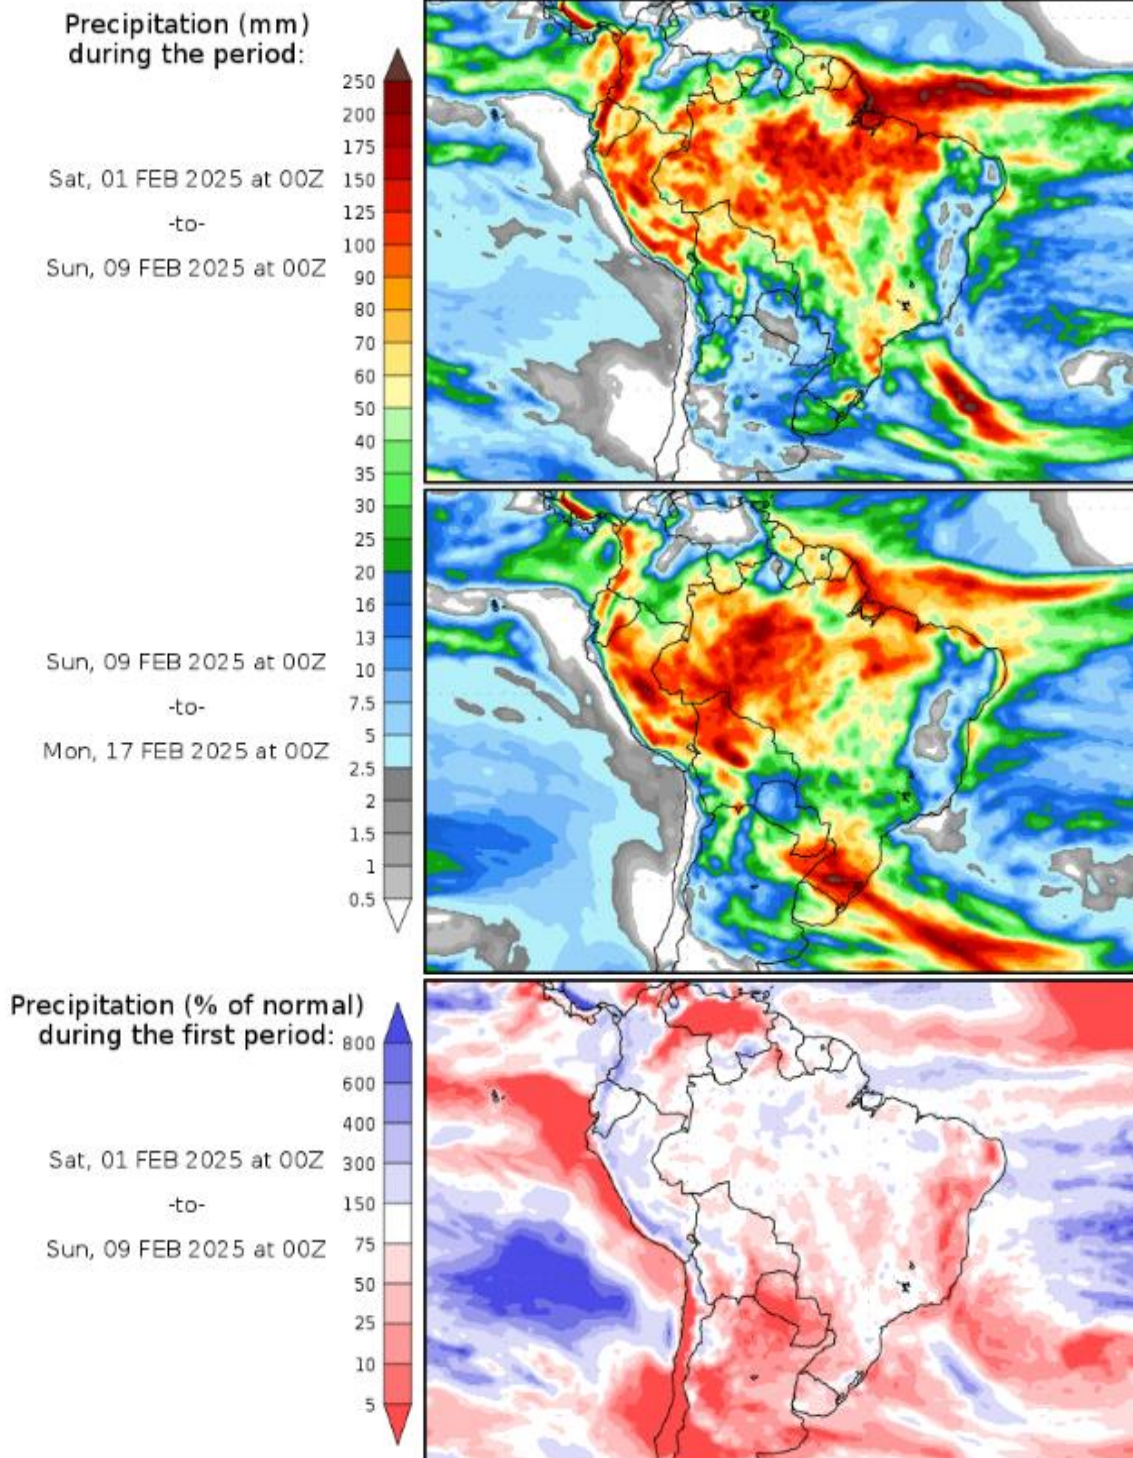 Precipitation (mm)
during the period:
250
200
175
150
125
100
90
80
70
60
50
40
35
30
25
20
16
13
10
7.5
5
2.5
2
1.5
1
0.5
Sat, 01 FEB 2025 at 00Z
-to-
Sun, 09 FEB 2025 at 00Z
Sun, 09 FEB 2025 at 00Z
-to-
Mon, 17 FEB 2025 at 00Z
Precipitation (% of normal)
during the first period:
800
600
400
300
150
75
50
25
10
5
Sat, 01 FEB 2025 at 00Z
-to-
Sun, 09 FEB 2025 at 00Z